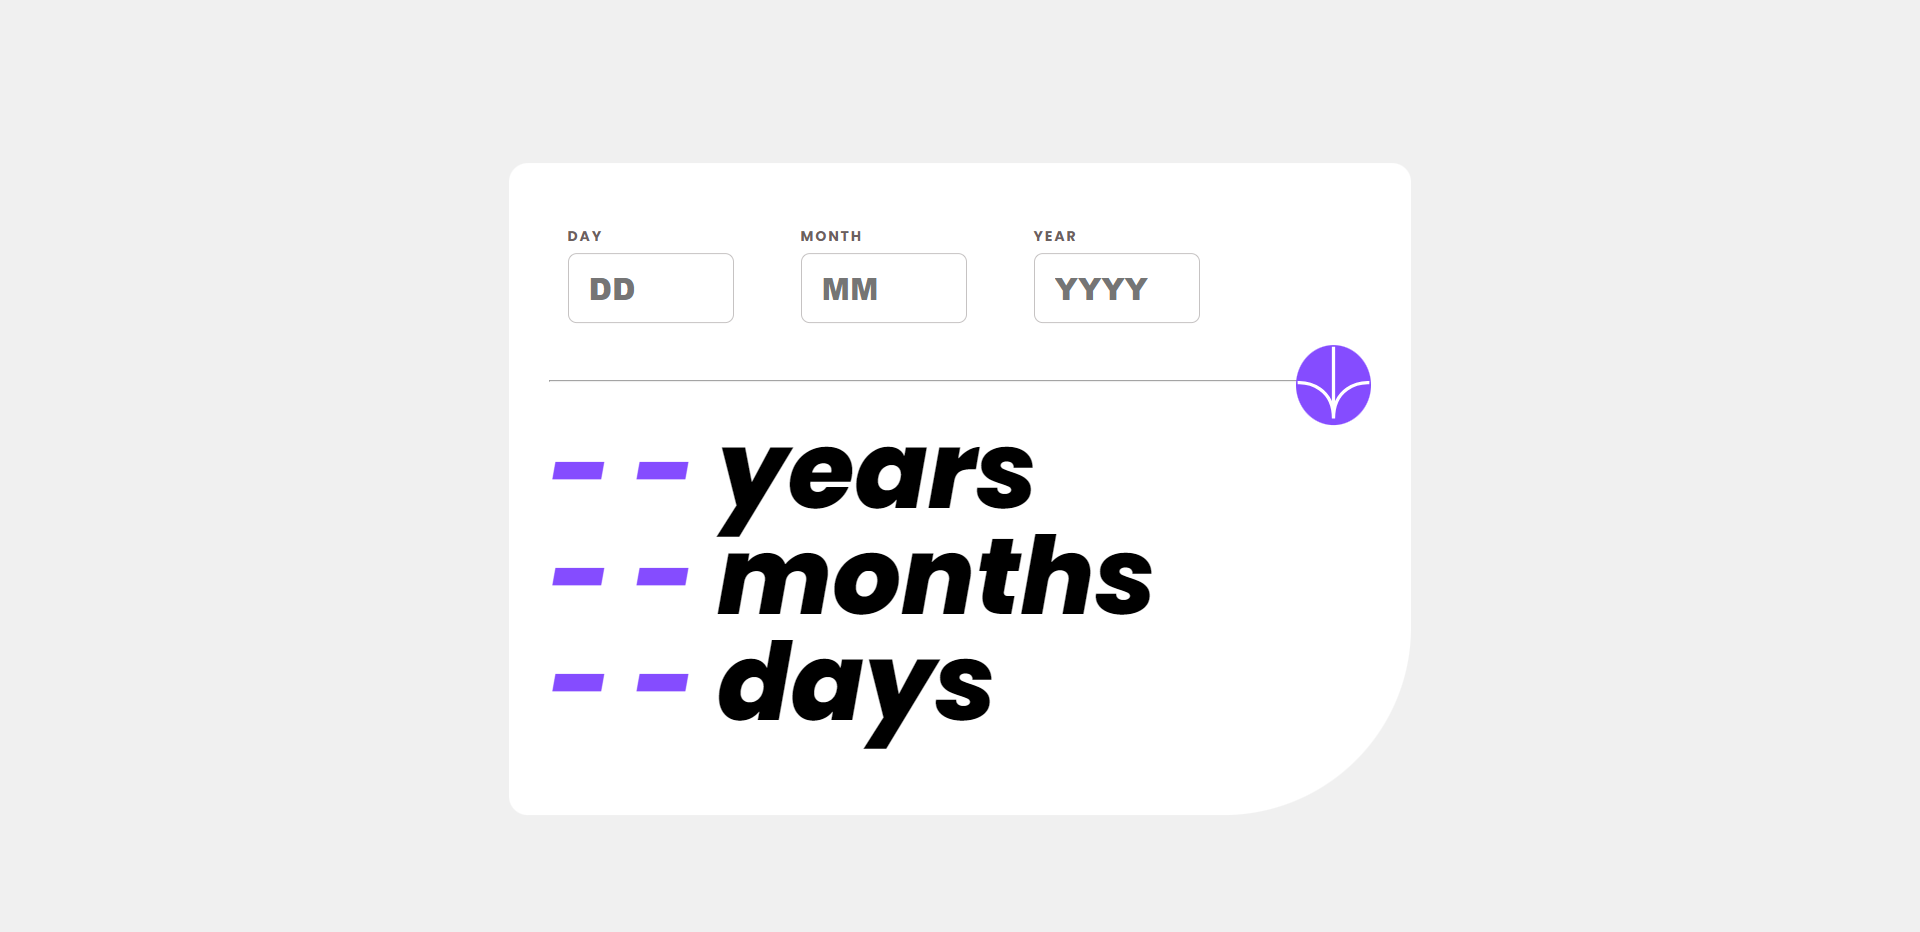 DAY MONTH YEAR
DD MM YYYY
- - years
- - months
- - days